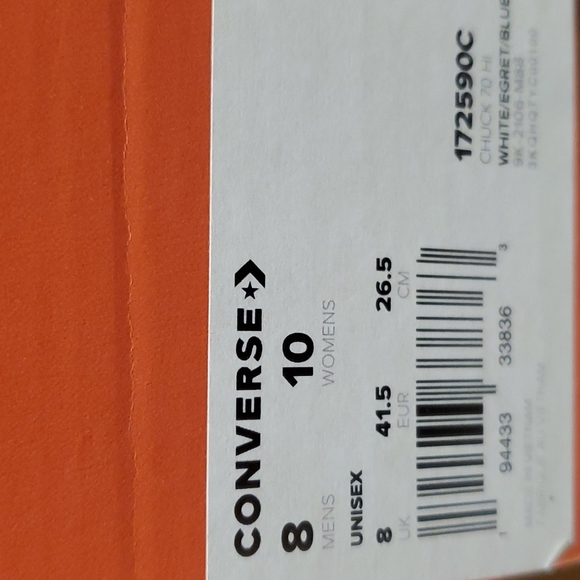 CONVERSE
8 10
MENS WOMENS
UNISEX
8 41.5 26.5
UK EUR CM
1 94433 33836 3
172590C
CHUCK 70 HI
WHITE/EGRET/BLUE